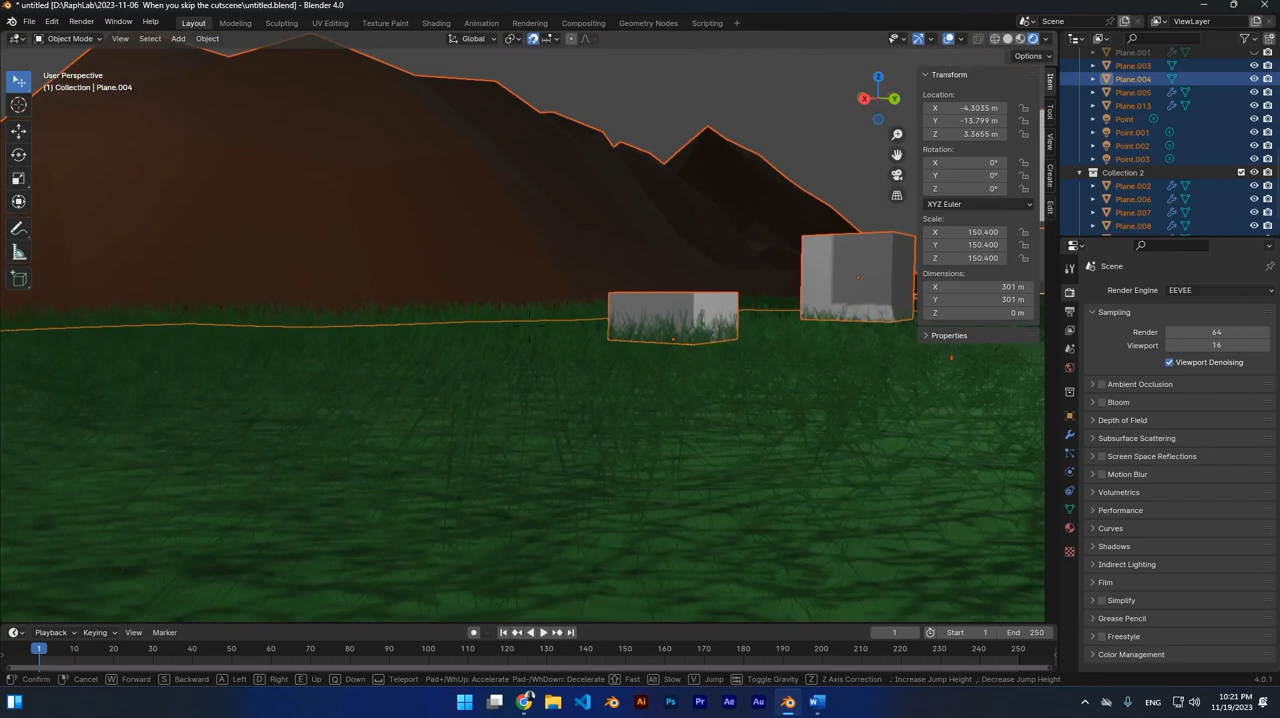 * untitled [D:\RaphLab\2023-11-06  When you skip the cutscene\untitled.blend] - Blender 4.0
File Edit Render Window Help Layout Modeling Sculpting UV Editing Texture Paint Shading Animation Rendering Compositing Geometry Nodes Scripting Scene ViewLayer
Object Mode View Select Add Object Global
Options
User Perspective
(1) Collection | Plane.004
Z
X
Y
Transform
Location:
X -4.3035 m
Y -13.799 m
Z 3.3655 m
Rotation:
X 0°
Y 0°
Z 0°
XYZ Euler
Scale:
X 150.400
Y 150.400
Z 150.400
Dimensions:
X 301 m
Y 301 m
Z 0 m
Properties
Item
Tool
View
Create
Edit
Plane.001
Plane.003
Plane.004
Plane.005
Plane.013
Point
Point.001
Point.002
Point.003
Collection 2
Plane.002
Plane.006
Plane.007
Plane.008
Scene
Render Engine EEVEE
Sampling
Render 64
Viewport 16
Viewport Denoising
Ambient Occlusion
Bloom
Depth of Field
Subsurface Scattering
Screen Space Reflections
Motion Blur
Volumetrics
Performance
Curves
Shadows
Indirect Lighting
Film
Simplify
Grease Pencil
Freestyle
Color Management
Playback Keying View Marker 1 Start 1 End 250
1 10 20 30 40 50 60 70 80 90 100 110 120 130 140 150 160 170 180 190 200 210 220 230 240 250
Confirm Cancel W Forward S Backward A Left D Right E Up Q Down Teleport Pad+/WhUp: Accelerate Pad-/WhDown: Decelerate Fast Alt Slow V Jump Toggle Gravity Z Z Axis Correction .: Increase Jump Height ,: Decrease Jump Height 4.0.1
Ai Ps Pr Ae Au W ENG 10:21 PM
11/19/2023